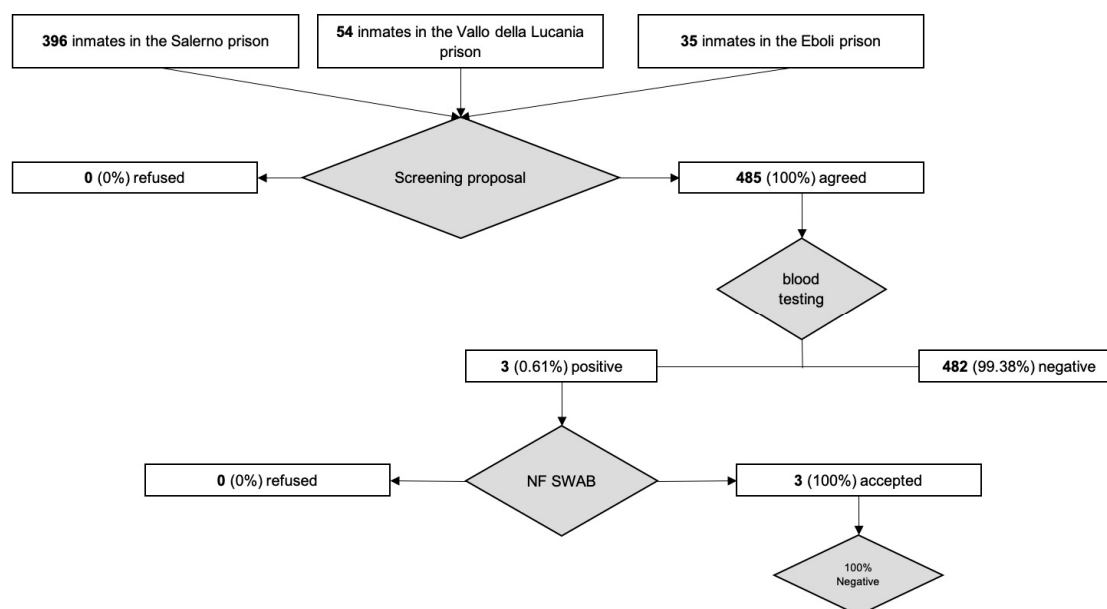 396 inmates in the Salerno prison
54 inmates in the Vallo della Lucania
prison
35 inmates in the Eboli prison
0 (0%) refused
Screening proposal
485 (100%) agreed
blood
testing
3 (0.61%) positive
482 (99.38%) negative
0 (0%) refused
NF SWAB
3 (100%) accepted
100%
Negative